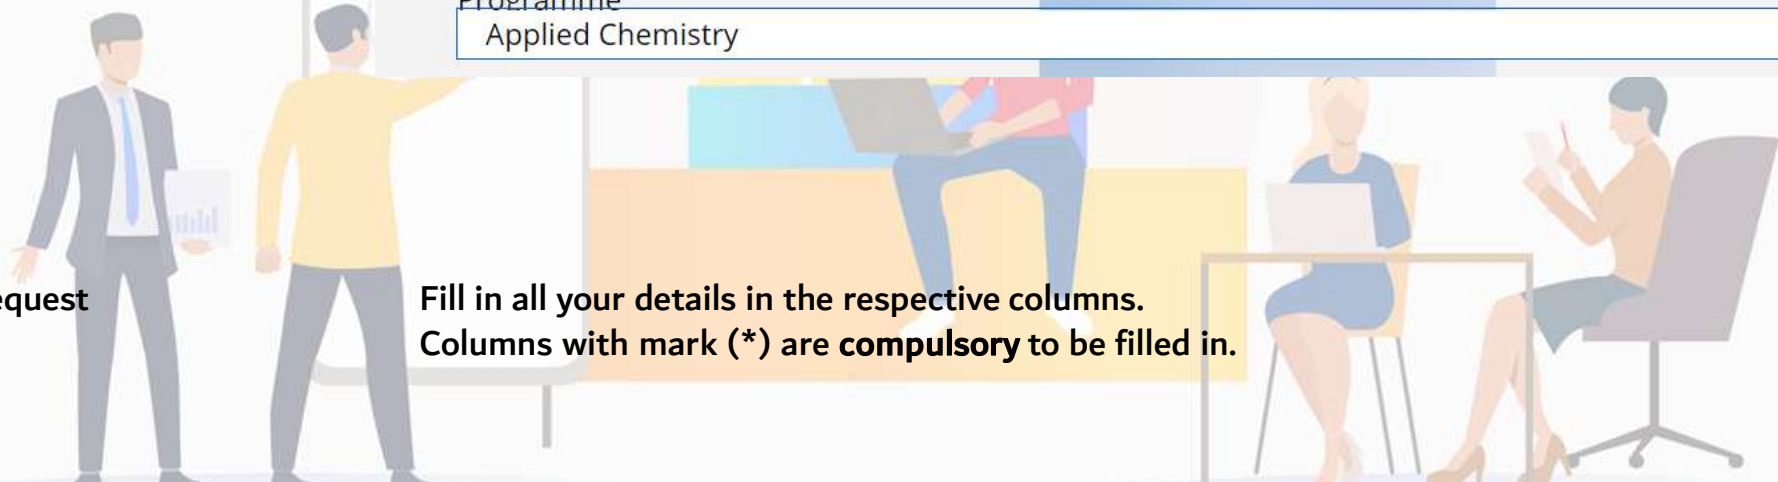 Programme
Applied Chemistry
equest
Fill in all your details in the respective columns.
Columns with mark (*) are compulsory to be filled in.